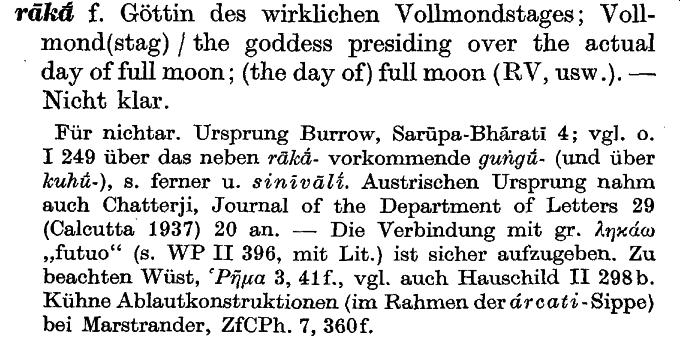 rākā́ f. Göttin des wirklichen Vollmondstages; Voll-
mond(stag) / the goddess presiding over the actual
day of full moon; (the day of) full moon (RV, usw.). —
Nicht klar.
Für nichtar. Ursprung Burrow, Sarūpa-Bhāratī 4; vgl. o.
I 249 über das neben rākā́- vorkommende guṅgū́- (und über
kuhū́-), s. ferner u. sinīvālī́. Austrischen Ursprung nahm
auch Chatterji, Journal of the Department of Letters 29
(Calcutta 1937) 20 an. — Die Verbindung mit gr. ληκάω
„futuo“ (s. WP II 396, mit Lit.) ist sicher aufzugeben. Zu
beachten Wüst, Ῥῆμα 3, 41f., vgl. auch Hauschild II 298b.
Kühne Ablautkonstruktionen (im Rahmen der árcati-Sippe)
bei Marstrander, ZfCPh. 7, 360f.